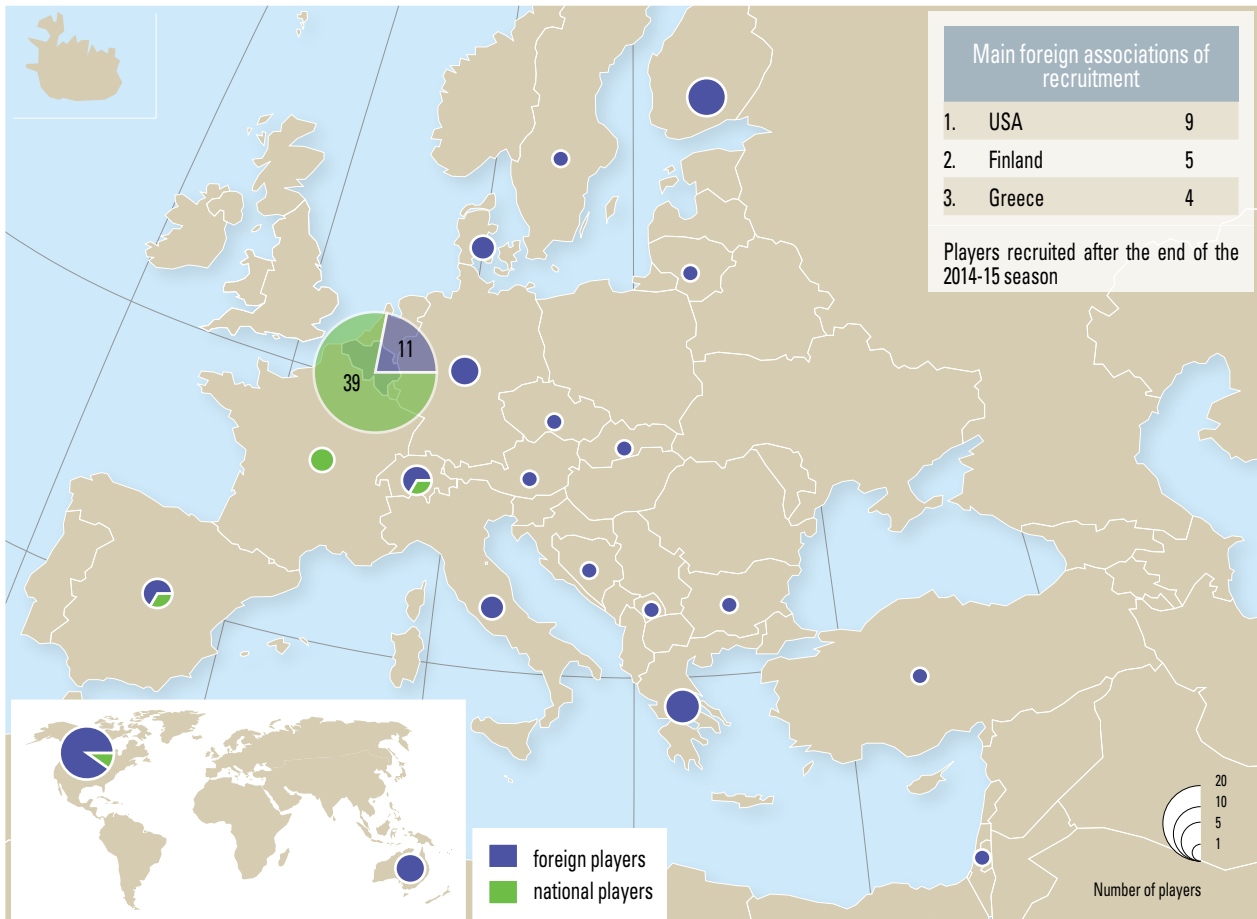 Main foreign associations of
recruitment
1. USA 9
2. Finland 5
3. Greece 4
Players recruited after the end of the
2014-15 season
11
39
foreign players
national players
20
10
5
1
Number of players